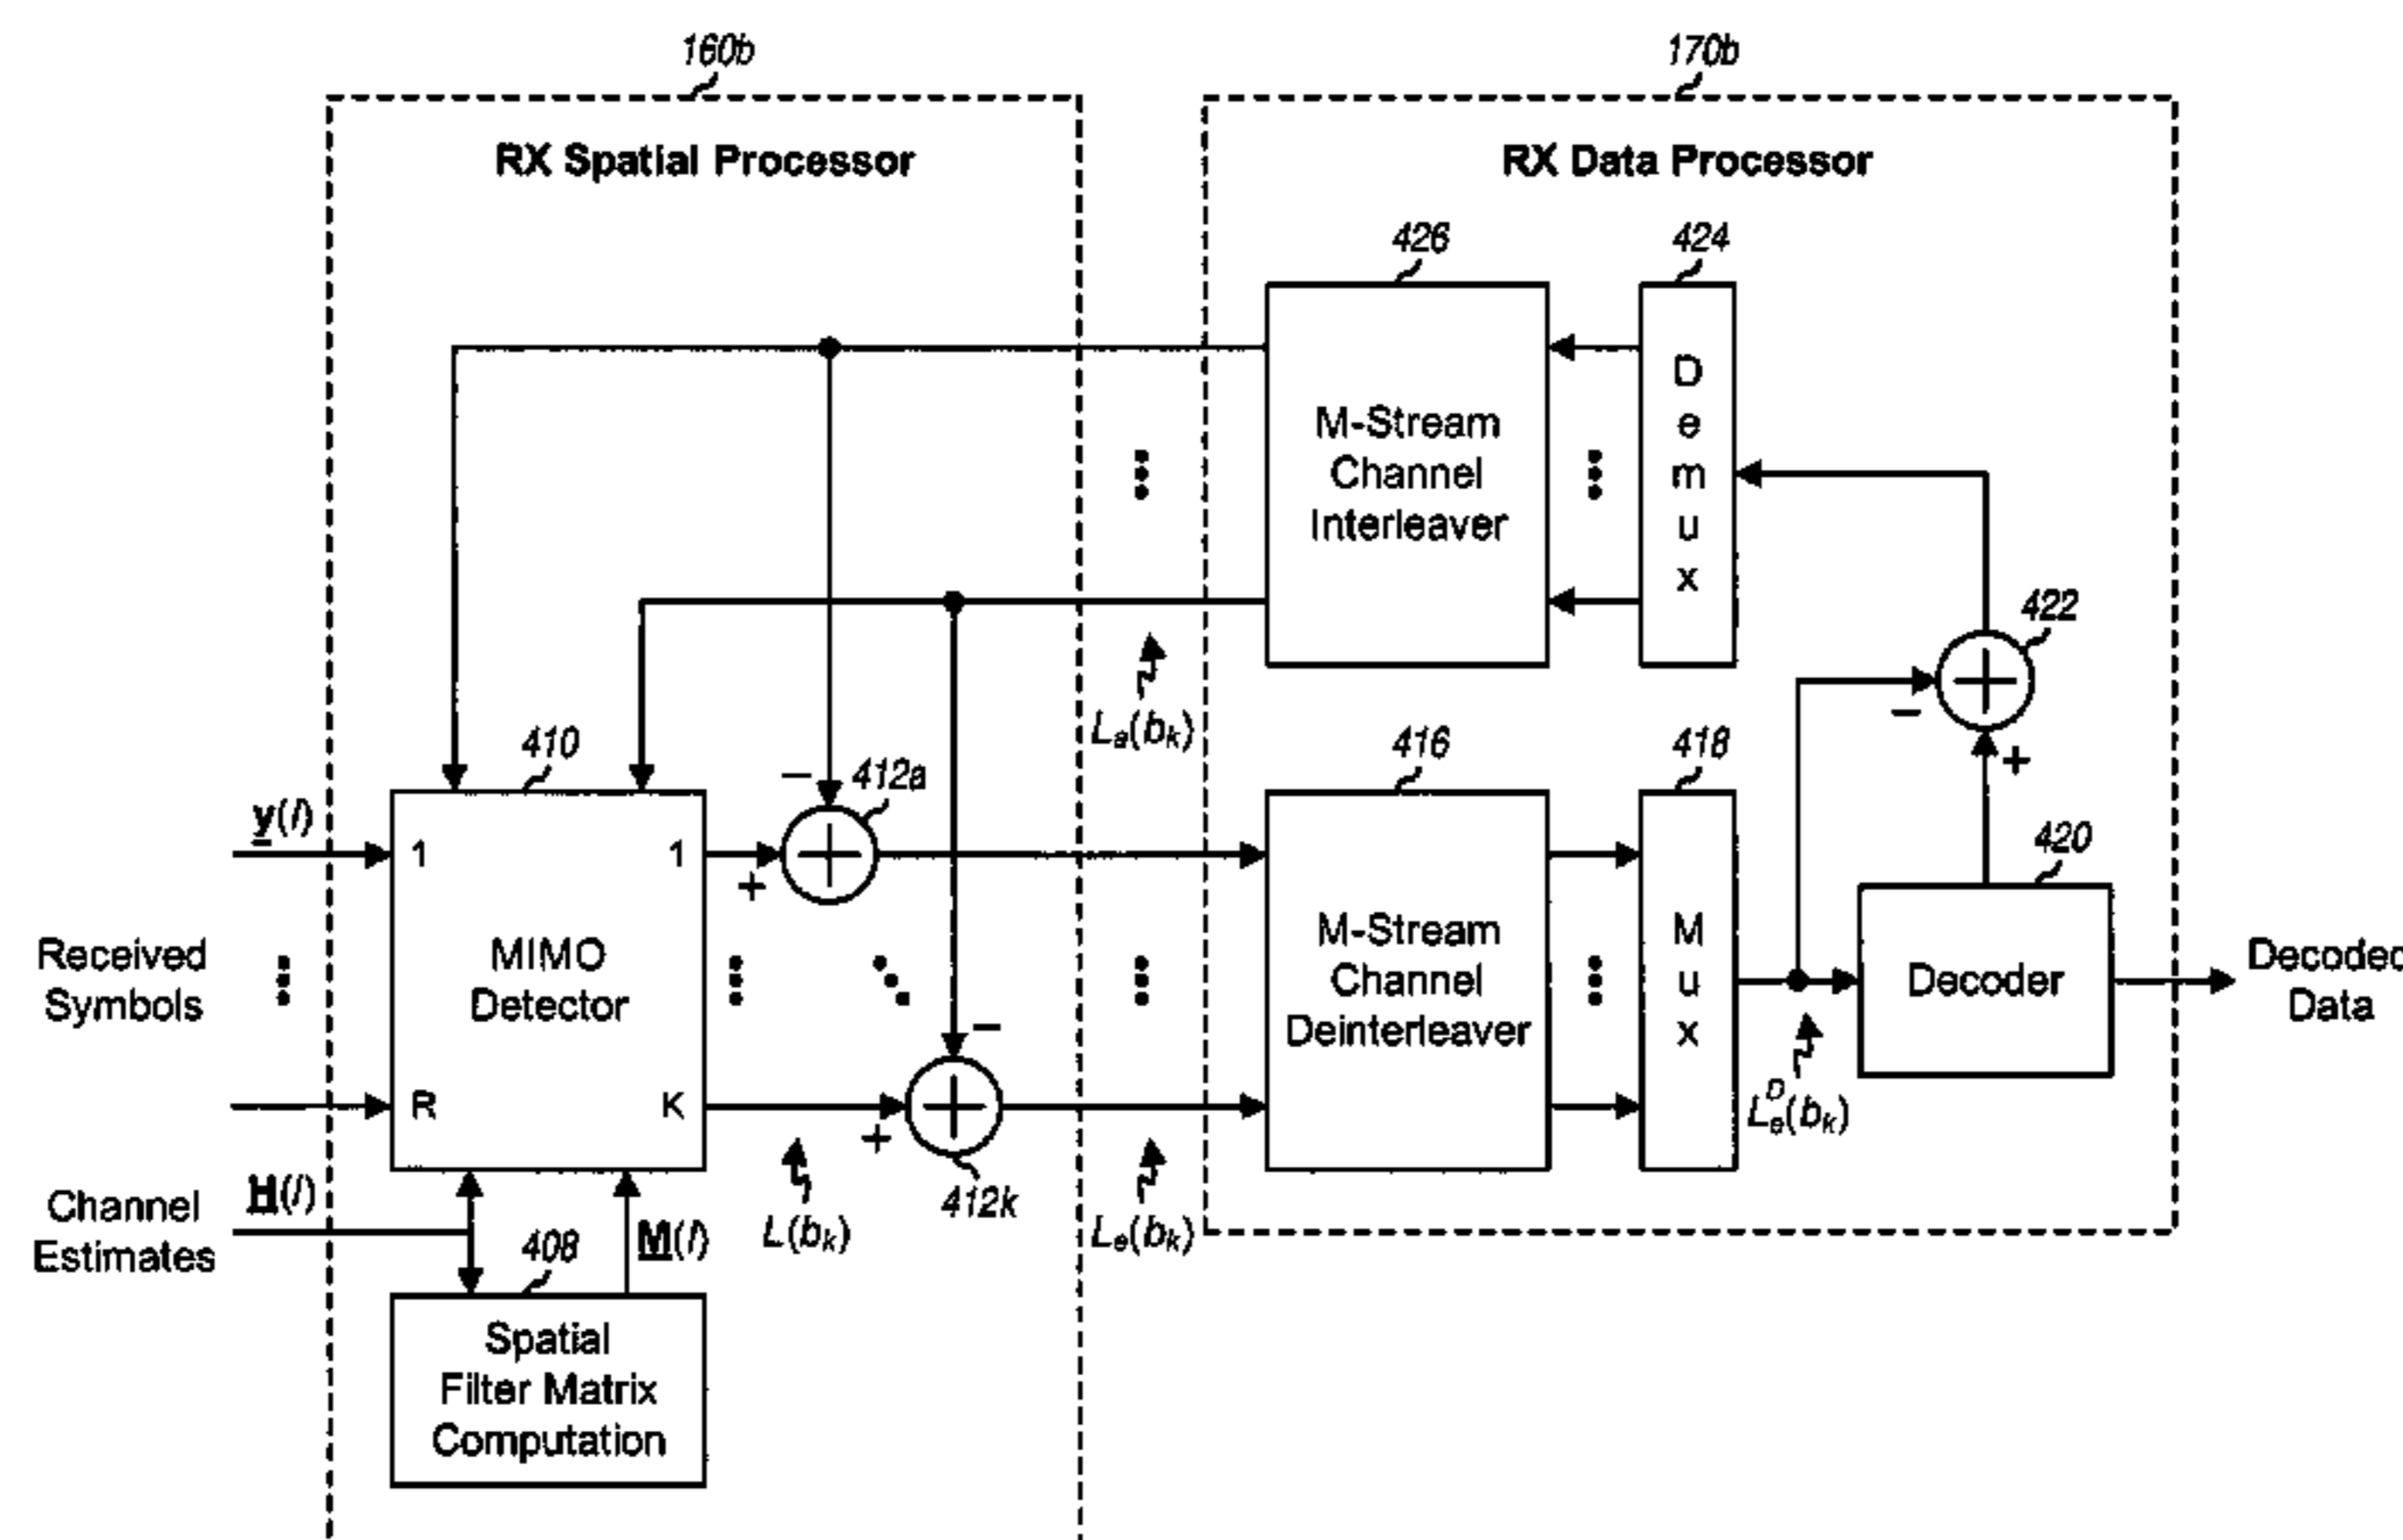 160b
170b
RX Spatial Processor
RX Data Processor
426
424
M-Stream
Channel
Interleaver
D
e
m
u
x
422
−
+
Lₐ(bₖ)
410
412a
416
418
420
y(l)
1
1
−
+
Received
Symbols
MIMO
Detector
M-Stream
Channel
Deinterleaver
M
u
x
Decoder
Decoded
Data
R
K
−
+
412k
Channel
Estimates
H(l)
408
M(l)
L(bₖ)
Lₑ(bₖ)
Lₑᴰ(bₖ)
Spatial
Filter Matrix
Computation